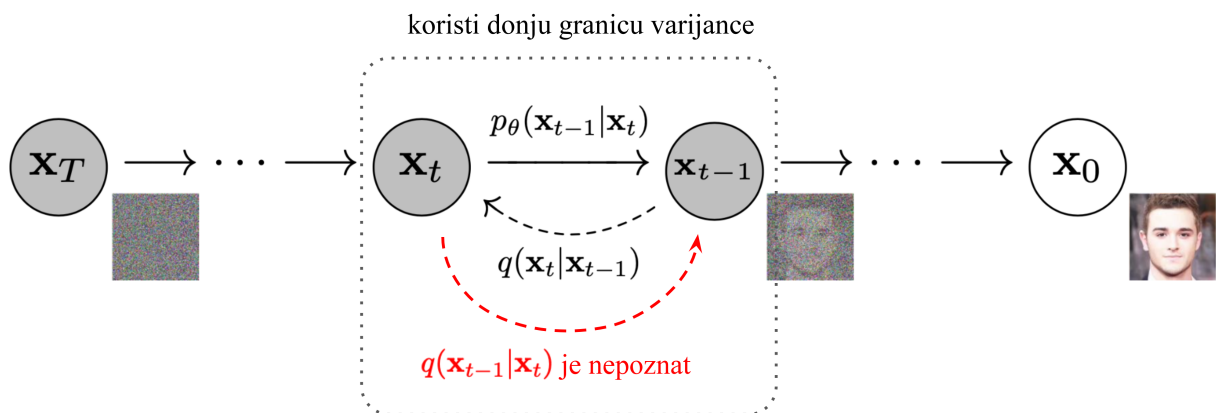 koristi donju granicu varijance
p_θ(x_{t−1}|x_t)
x_T → ⋯ → x_t x_{t−1} → ⋯ → x_0
q(x_t|x_{t−1})
q(x_{t−1}|x_t) je nepoznat